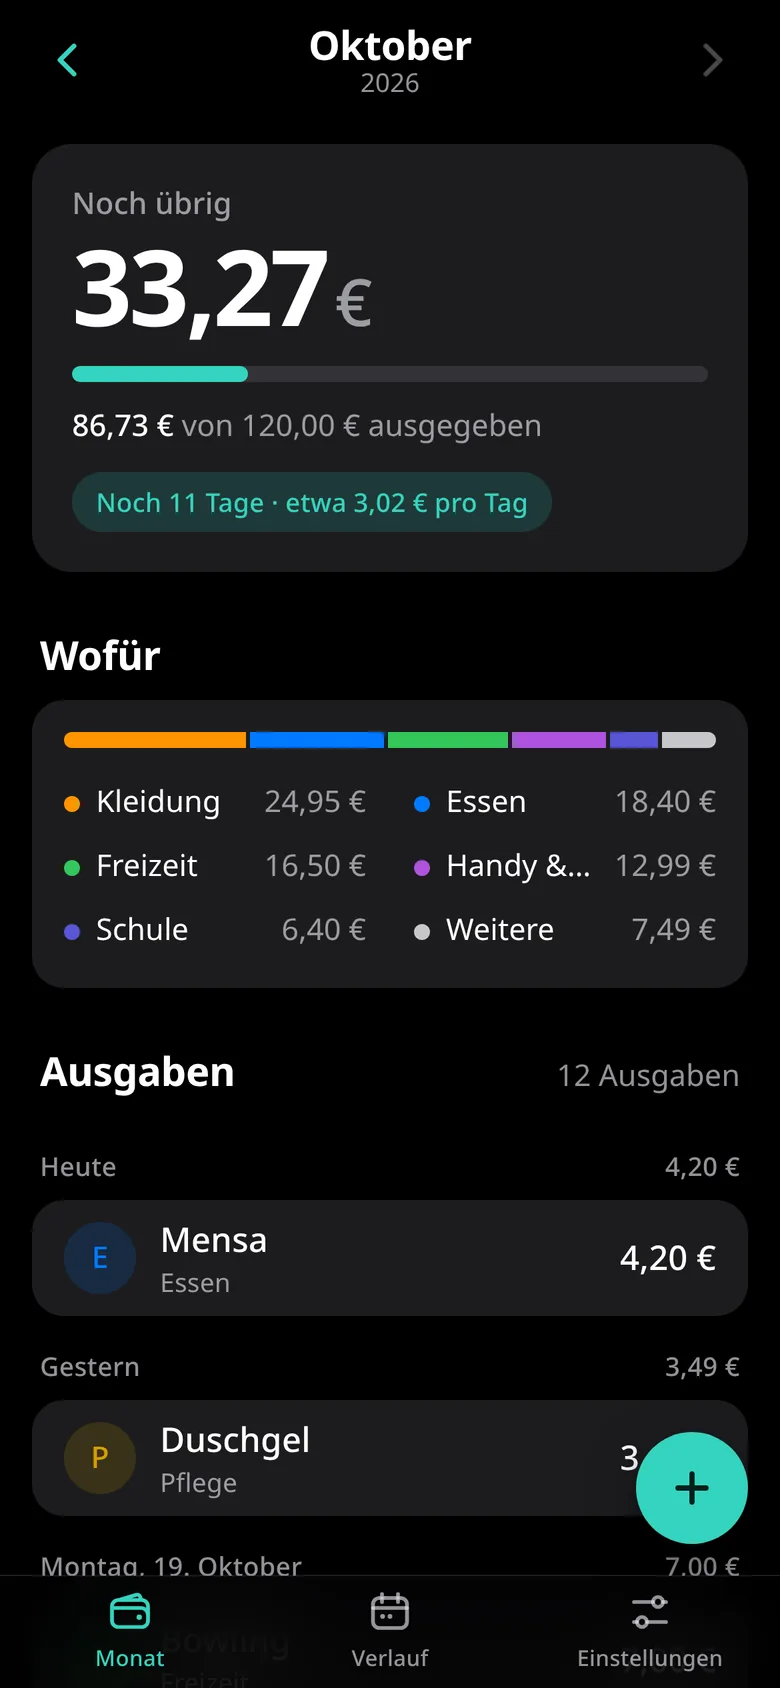 Oktober
2026
Noch übrig
33,27 €
86,73 € von 120,00 € ausgegeben
Noch 11 Tage · etwa 3,02 € pro Tag
Wofür
Kleidung 24,95 € Essen 18,40 €
Freizeit 16,50 € Handy &... 12,99 €
Schule 6,40 € Weitere 7,49 €
Ausgaben 12 Ausgaben
Heute 4,20 €
E Mensa 4,20 €
Essen
Gestern 3,49 €
P Duschgel 3
Pflege
Montag, 19. Oktober 7,00 €
Bowling
Freizeit
Monat Verlauf Einstellungen